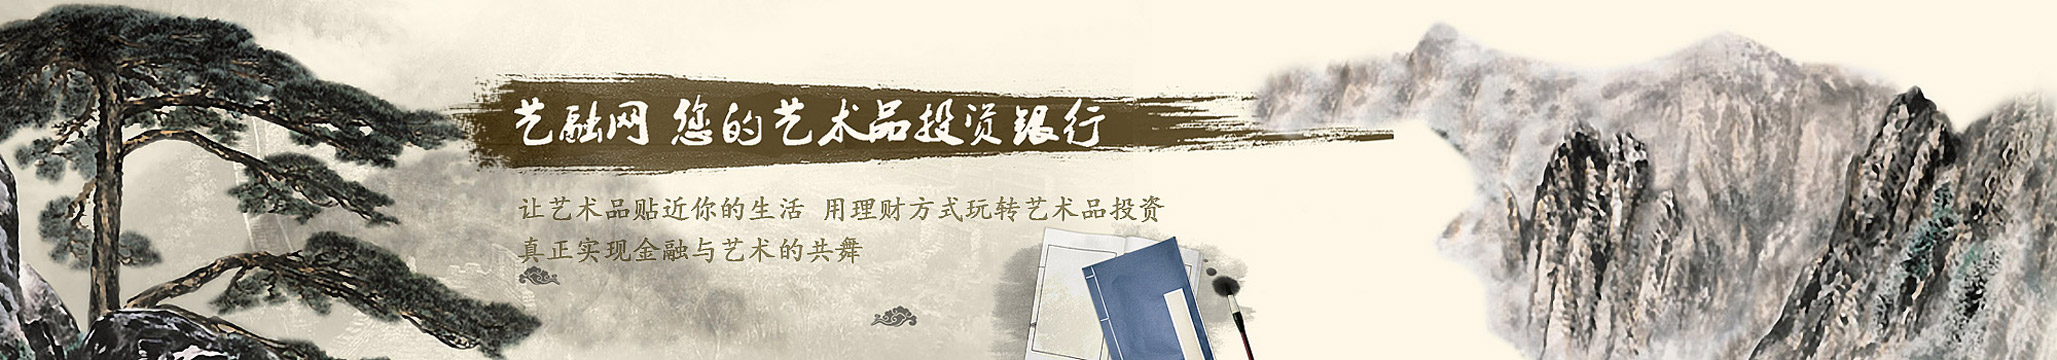 艺融网 您的艺术品投资银行
让艺术品贴近你的生活 用理财方式玩转艺术品投资
真正实现金融与艺术的共舞